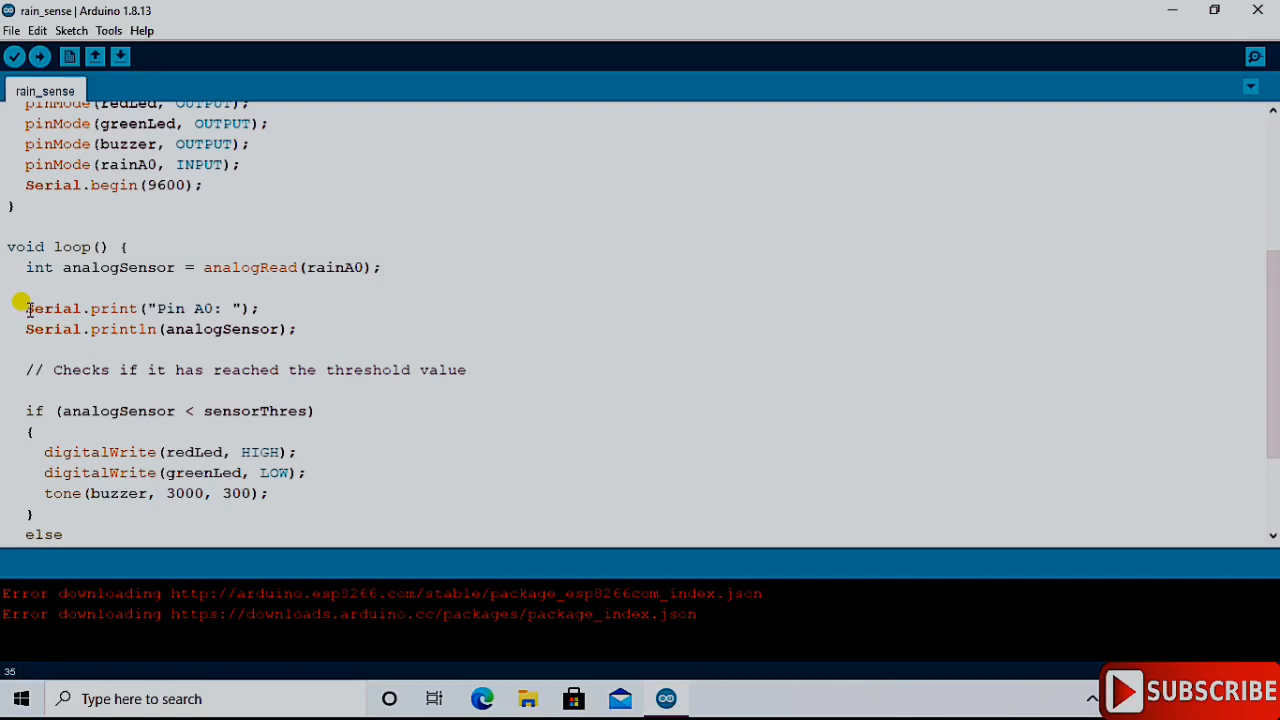 rain_sense | Arduino 1.8.13
File Edit Sketch Tools Help
rain_sense
pinMode(redLed, OUTPUT);
pinMode(greenLed, OUTPUT);
pinMode(buzzer, OUTPUT);
pinMode(rainA0, INPUT);
Serial.begin(9600);
}
void loop() {
int analogSensor = analogRead(rainA0);
Serial.print("Pin A0: ");
Serial.println(analogSensor);
// Checks if it has reached the threshold value
if (analogSensor < sensorThres)
{
digitalWrite(redLed, HIGH);
digitalWrite(greenLed, LOW);
tone(buzzer, 3000, 300);
}
else
Error downloading http://arduino.esp8266.com/stable/package_esp8266com_index.json
Error downloading https://downloads.arduino.cc/packages/package_index.json
35
Type here to search
SUBSCRIBE